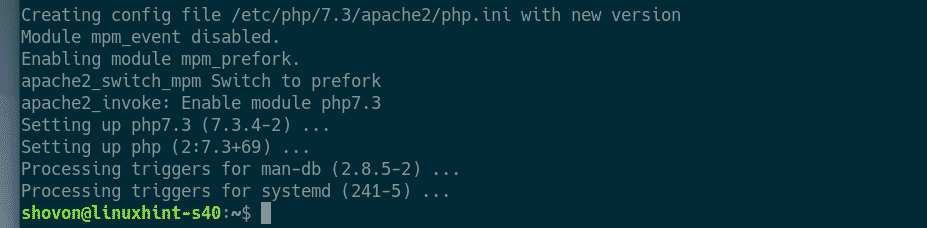 Creating config file /etc/php/7.3/apache2/php.ini with new version
Module mpm_event disabled.
Enabling module mpm_prefork.
apache2_switch_mpm Switch to prefork
apache2_invoke: Enable module php7.3
Setting up php7.3 (7.3.4-2) ...
Setting up php (2:7.3+69) ...
Processing triggers for man-db (2.8.5-2) ...
Processing triggers for systemd (241-5) ...
shovon@linuxhint-s40:~$